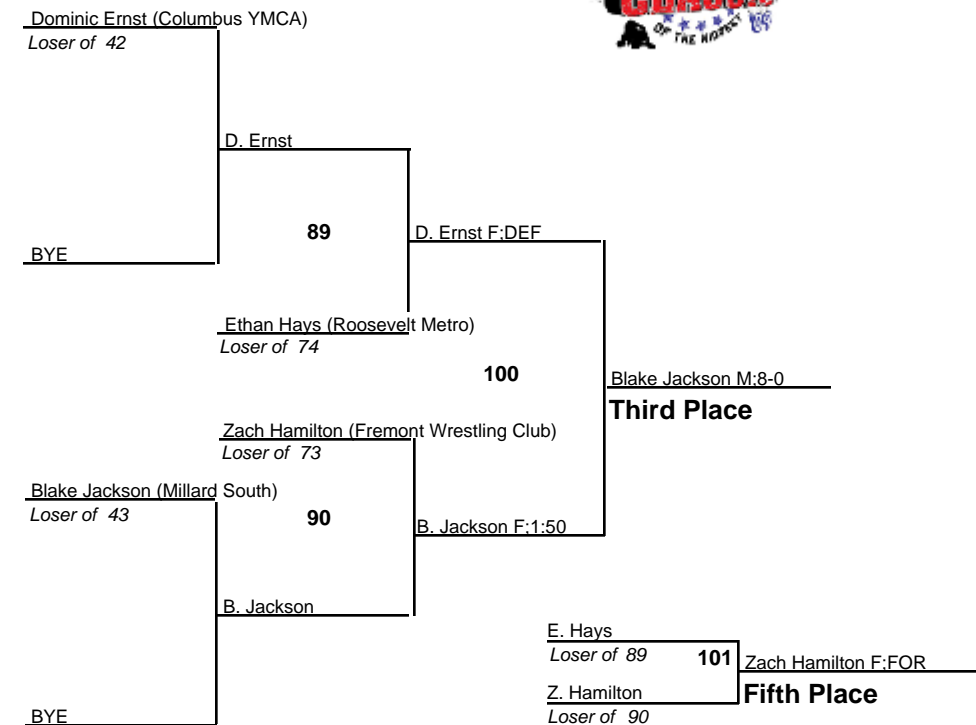 Dominic Ernst (Columbus YMCA)
Loser of 42
D. Ernst
89
D. Ernst F;DEF
BYE
Ethan Hays (Roosevelt Metro)
Loser of 74
100
Blake Jackson M;8-0
Third Place
Zach Hamilton (Fremont Wrestling Club)
Loser of 73
Blake Jackson (Millard South)
Loser of 43
90
B. Jackson F;1:50
B. Jackson
BYE
E. Hays
Loser of 89
101
Zach Hamilton F;FOR
Fifth Place
Z. Hamilton
Loser of 90
OF THE